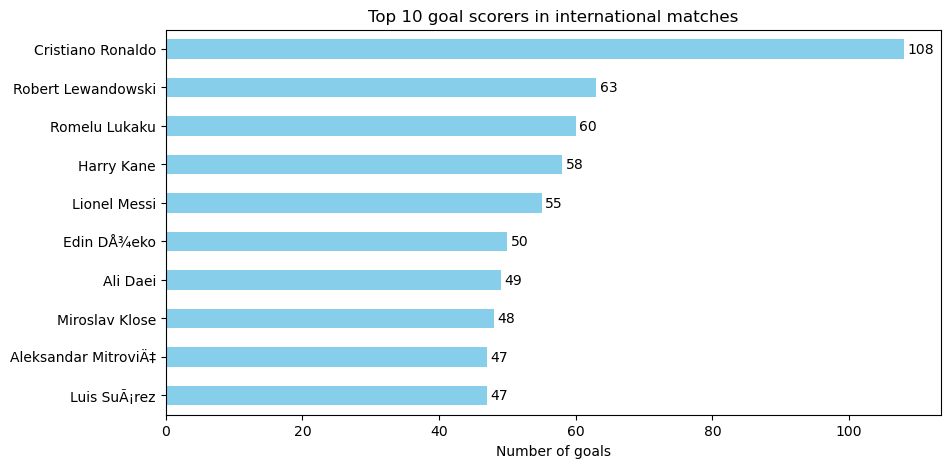 Top 10 goal scorers in international matches
Cristiano Ronaldo 108
Robert Lewandowski 63
Romelu Lukaku 60
Harry Kane 58
Lionel Messi 55
Edin DÅ¾eko 50
Ali Daei 49
Miroslav Klose 48
Aleksandar MitroviÄ‡ 47
Luis SuÃ¡rez 47
0 20 40 60 80 100
Number of goals